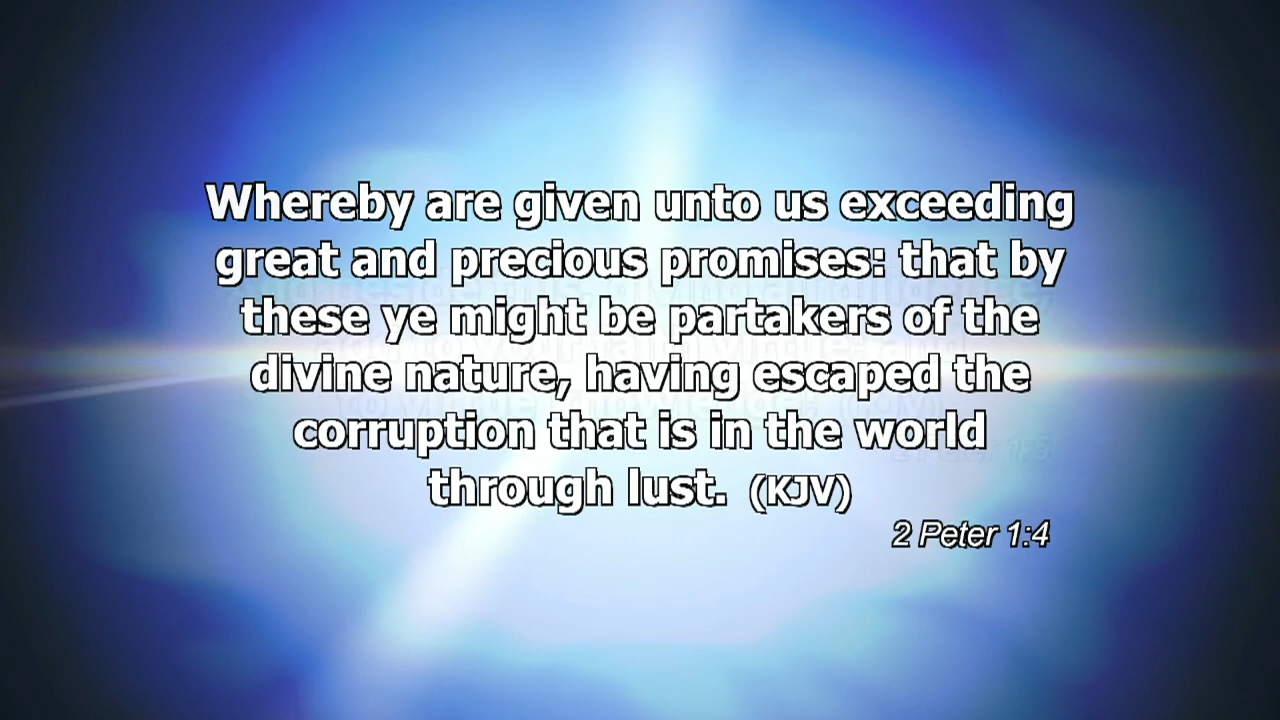 Whereby are given unto us exceeding
great and precious promises: that by
these ye might be partakers of the
divine nature, having escaped the
corruption that is in the world
through lust. (KJV)
2 Peter 1:4